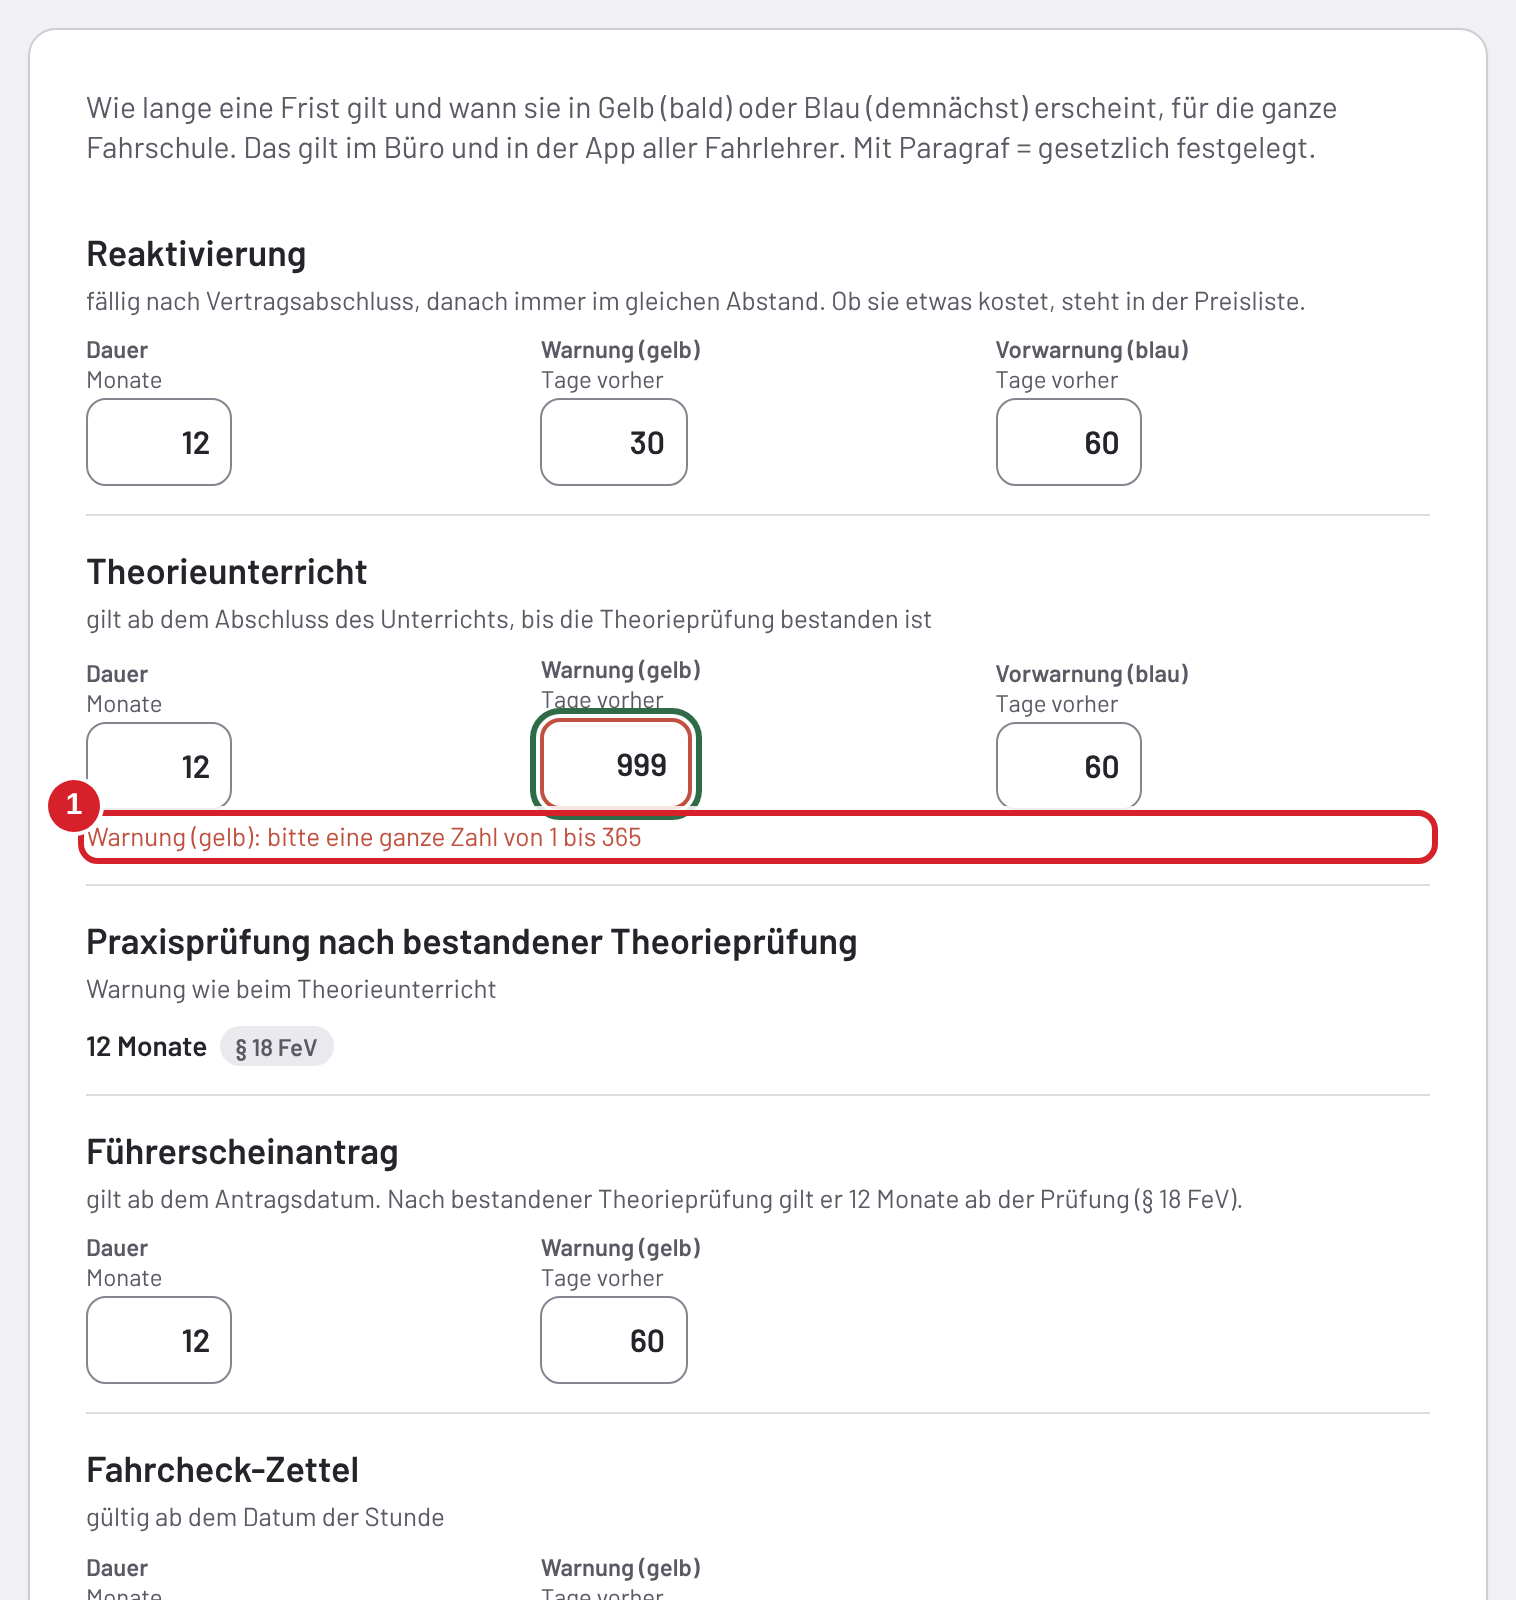 Wie lange eine Frist gilt und wann sie in Gelb (bald) oder Blau (demnächst) erscheint, für die ganze
Fahrschule. Das gilt im Büro und in der App aller Fahrlehrer. Mit Paragraf = gesetzlich festgelegt.
Reaktivierung
fällig nach Vertragsabschluss, danach immer im gleichen Abstand. Ob sie etwas kostet, steht in der Preisliste.
Dauer Warnung (gelb) Vorwarnung (blau)
Monate Tage vorher Tage vorher
12 30 60
Theorieunterricht
gilt ab dem Abschluss des Unterrichts, bis die Theorieprüfung bestanden ist
Dauer Warnung (gelb) Vorwarnung (blau)
Monate Tage vorher Tage vorher
12 999 60
1
Warnung (gelb): bitte eine ganze Zahl von 1 bis 365
Praxisprüfung nach bestandener Theorieprüfung
Warnung wie beim Theorieunterricht
12 Monate § 18 FeV
Führerscheinantrag
gilt ab dem Antragsdatum. Nach bestandener Theorieprüfung gilt er 12 Monate ab der Prüfung (§ 18 FeV).
Dauer Warnung (gelb)
Monate Tage vorher
12 60
Fahrcheck-Zettel
gültig ab dem Datum der Stunde
Dauer Warnung (gelb)
Monate Tage vorher